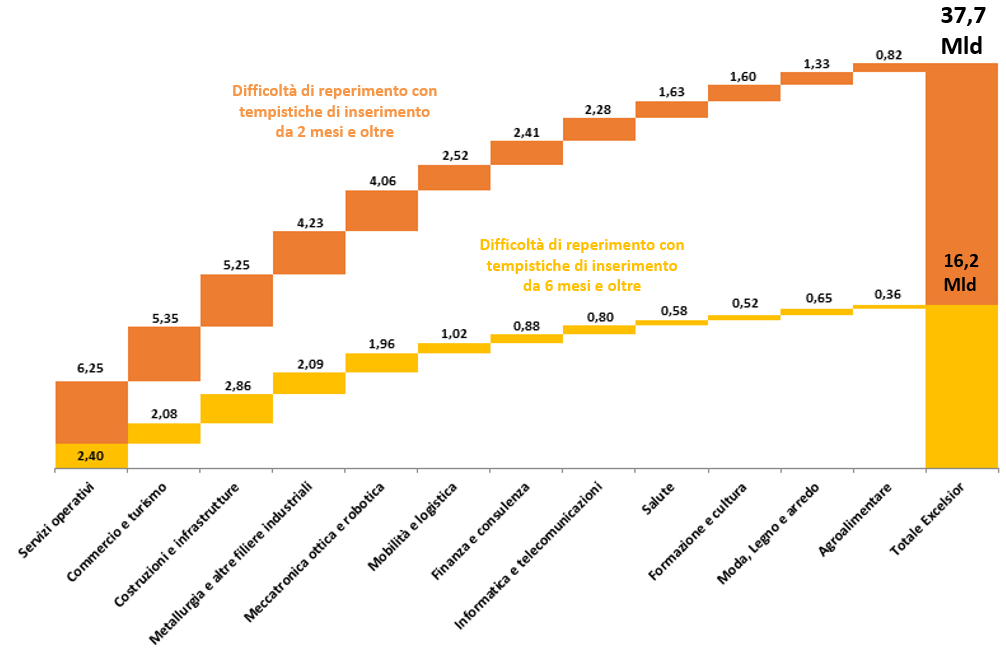 37,7
Mld
0,82
1,33
1,60
1,63
2,28
2,41
2,52
4,06
4,23
5,25
5,35
6,25
Difficoltà di reperimento con
tempistiche di inserimento
da 2 mesi e oltre
Difficoltà di reperimento con
tempistiche di inserimento
da 6 mesi e oltre
16,2
Mld
2,40
2,08
2,86
2,09
1,96
1,02
0,88
0,80
0,58
0,52
0,65
0,36
Servizi operativi
Commercio e turismo
Costruzioni e infrastrutture
Metallurgia e altre filiere industriali
Meccatronica ottica e robotica
Mobilità e logistica
Finanza e consulenza
Informatica e telecomunicazioni
Salute
Formazione e cultura
Moda, Legno e arredo
Agroalimentare
Totale Excelsior